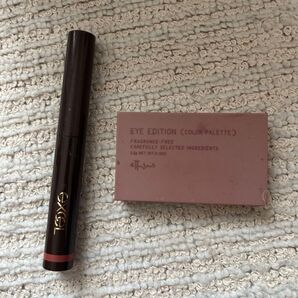 EYE EDITION (COLOR PALETTE)
FRAGRANCE-FREE
CAREFULLY SELECTED INGREDIENTS
excel